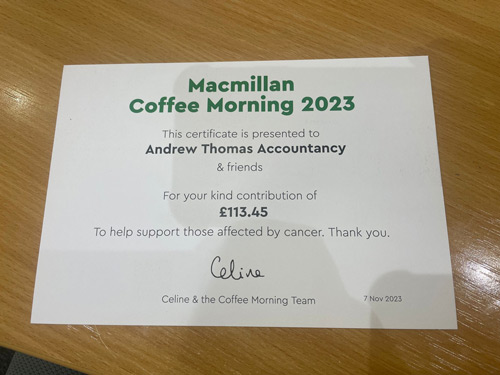 Macmillan
Coffee Morning 2023
This certificate is presented to
Andrew Thomas Accountancy
& friends
For your kind contribution of
£113.45
To help support those affected by cancer. Thank you.
Celine
Celine & the Coffee Morning Team
7 Nov 2023